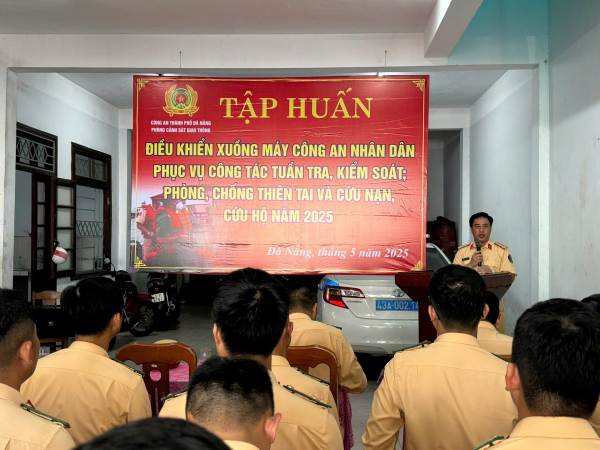 CÔNG AN THÀNH PHỐ ĐÀ NẴNG
PHÒNG CẢNH SÁT GIAO THÔNG
TẬP HUẤN
ĐIỀU KHIỂN XUỒNG MÁY CÔNG AN NHÂN DÂN
PHỤC VỤ CÔNG TÁC TUẦN TRA, KIỂM SOÁT;
PHÒNG, CHỐNG THIÊN TAI VÀ CỨU NẠN,
CỨU HỘ NĂM 2025
Đà Nẵng, tháng 5 năm 2025
43A-002.1